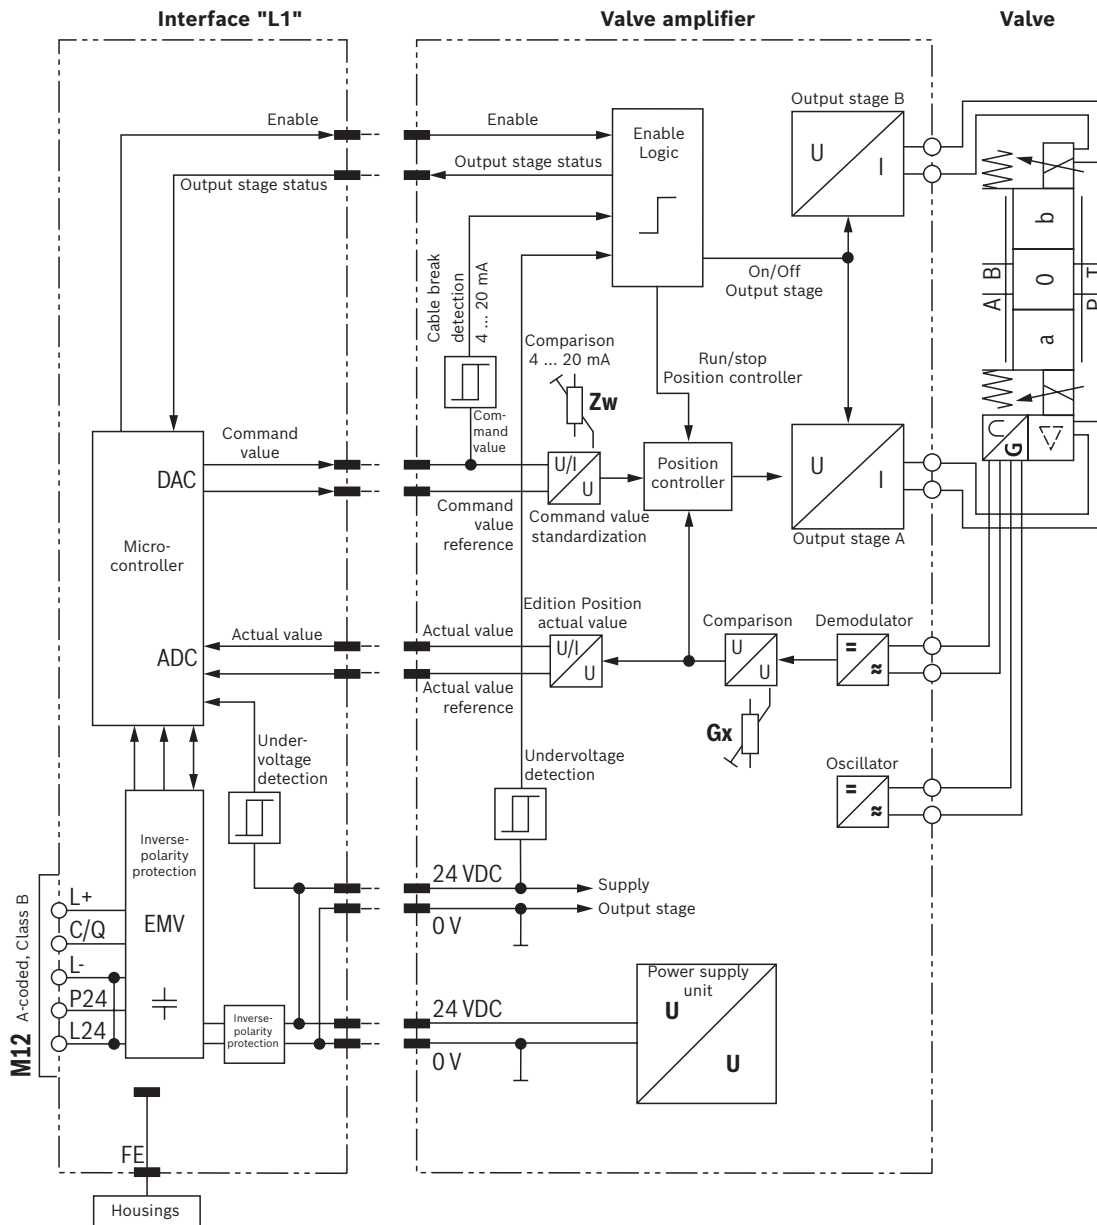 Interface "L1"
Valve amplifier
Valve
Enable
Output stage status
Enable
Output stage status
Enable
Logic
Output stage B
U
I
On/Off
Output stage
Cable break
detection
4 ... 20 mA
Comparison
4 ... 20 mA
Zw
Run/stop
Position controller
Com-
mand
value
Command
value
DAC
Micro-
controller
ADC
U/I
U
Command
value
reference
Command value
standardization
Position
controller
U
I
Output stage A
b
0
a
A
B
P
T
G
Actual value
Actual value
Actual value
reference
Edition Position
actual value
U/I
U
Comparison
U
U
Gx
Demodulator
=
≈
Oscillator
=
≈
Under-
voltage
detection
Undervoltage
detection
Inverse-
polarity
protection
EMV
M12
A-coded, Class B
L+
C/Q
L-
P24
L24
Inverse-
polarity
protection
24 VDC
0 V
Supply
Output stage
24 VDC
0 V
Power supply
unit
U
U
FE
Housings